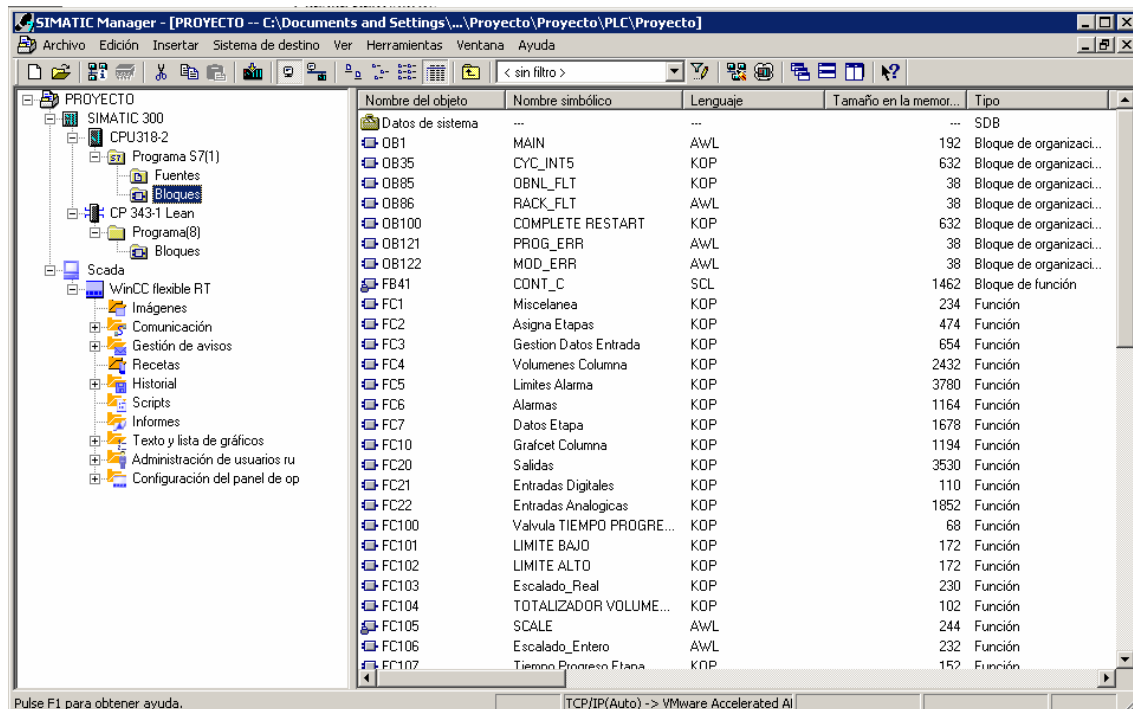 SIMATIC Manager - [PROYECTO -- C:\Documents and Settings\...\Proyecto\Proyecto\PLC\Proyecto]
Archivo Edición Insertar Sistema de destino Ver Herramientas Ventana Ayuda
< sin filtro >
PROYECTO
SIMATIC 300
CPU318-2
Programa S7(1)
Fuentes
Bloques
CP 343-1 Lean
Programa(8)
Bloques
Scada
WinCC flexible RT
Imágenes
Comunicación
Gestión de avisos
Recetas
Historial
Scripts
Informes
Texto y lista de gráficos
Administración de usuarios ru
Configuración del panel de op
Nombre del objeto Nombre simbólico Lenguaje Tamaño en la memor... Tipo
Datos de sistema --- --- --- SDB
OB1 MAIN AWL 192 Bloque de organizaci...
OB35 CYC_INT5 KOP 632 Bloque de organizaci...
OB85 OBNL_FLT KOP 38 Bloque de organizaci...
OB86 RACK_FLT AWL 38 Bloque de organizaci...
OB100 COMPLETE RESTART KOP 632 Bloque de organizaci...
OB121 PROG_ERR AWL 38 Bloque de organizaci...
OB122 MOD_ERR AWL 38 Bloque de organizaci...
FB41 CONT_C SCL 1462 Bloque de función
FC1 Miscelanea KOP 234 Función
FC2 Asigna Etapas KOP 474 Función
FC3 Gestion Datos Entrada KOP 654 Función
FC4 Volumenes Columna KOP 2432 Función
FC5 Limites Alarma KOP 3780 Función
FC6 Alarmas KOP 1164 Función
FC7 Datos Etapa KOP 1678 Función
FC10 Grafcet Columna KOP 1194 Función
FC20 Salidas KOP 3530 Función
FC21 Entradas Digitales KOP 110 Función
FC22 Entradas Analogicas KOP 1852 Función
FC100 Valvula TIEMPO PROGRE... KOP 68 Función
FC101 LIMITE BAJO KOP 172 Función
FC102 LIMITE ALTO KOP 172 Función
FC103 Escalado_Real KOP 230 Función
FC104 TOTALIZADOR VOLUME... KOP 102 Función
FC105 SCALE AWL 244 Función
FC106 Escalado_Entero AWL 232 Función
FC107 Tiempo Progreso Etapa KOP 152 Función
Pulse F1 para obtener ayuda.
TCP/IP(Auto) -> VMware Accelerated Al